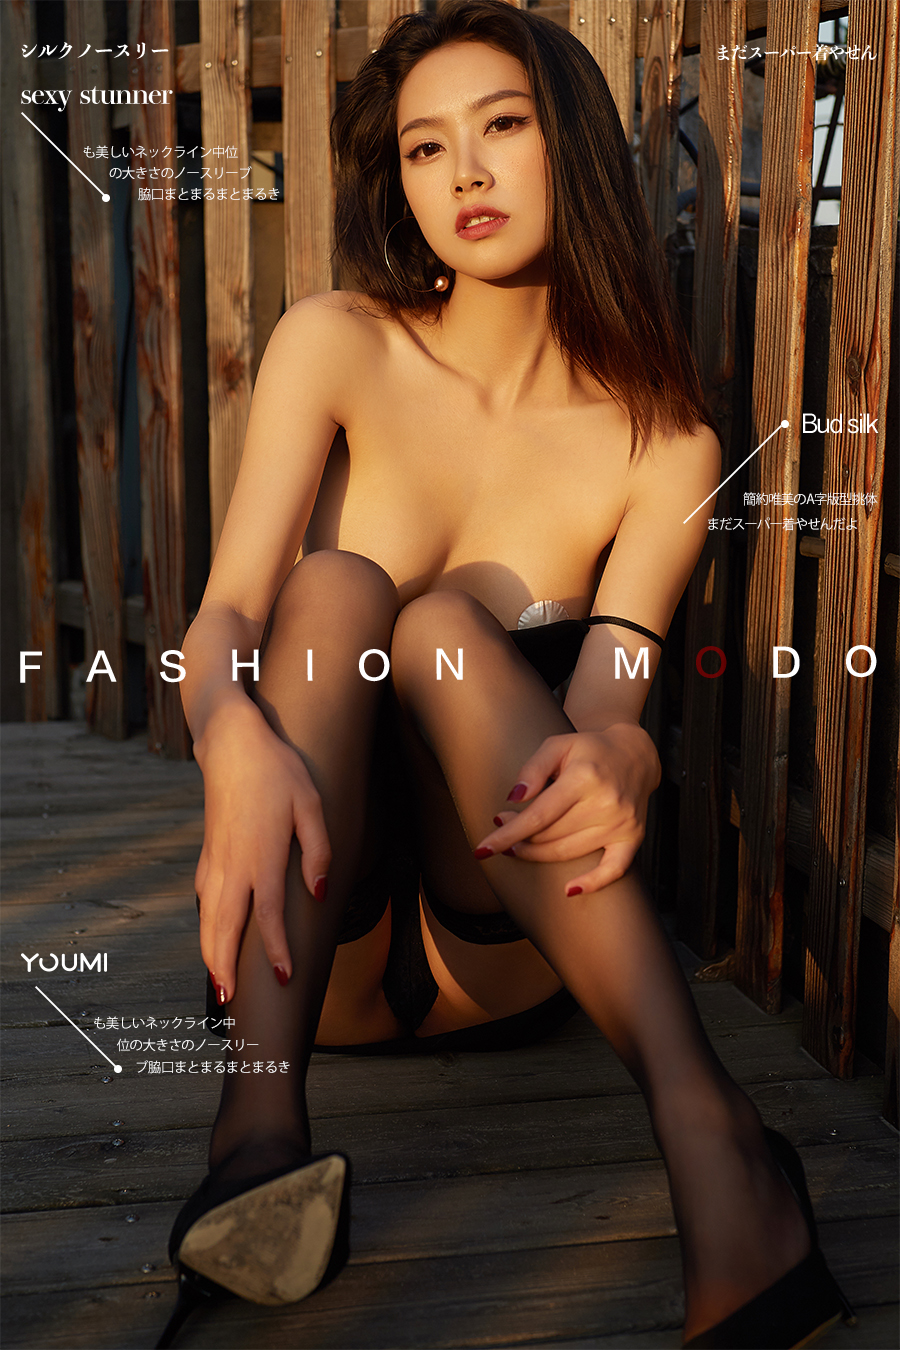 シルクノースリー
まだスーパー着やせん
sexy stunner
も美しいネックライン中位
の大きさのノースリーブ
脇口まとまるまとまるき
Bud silk
簡約唯美のA字版型挑体
まだスーパー着やせんだよ
FASHION MODO
YOUMI
も美しいネックライン中
位の大きさのノースリー
ブ脇口まとまるまとまるき